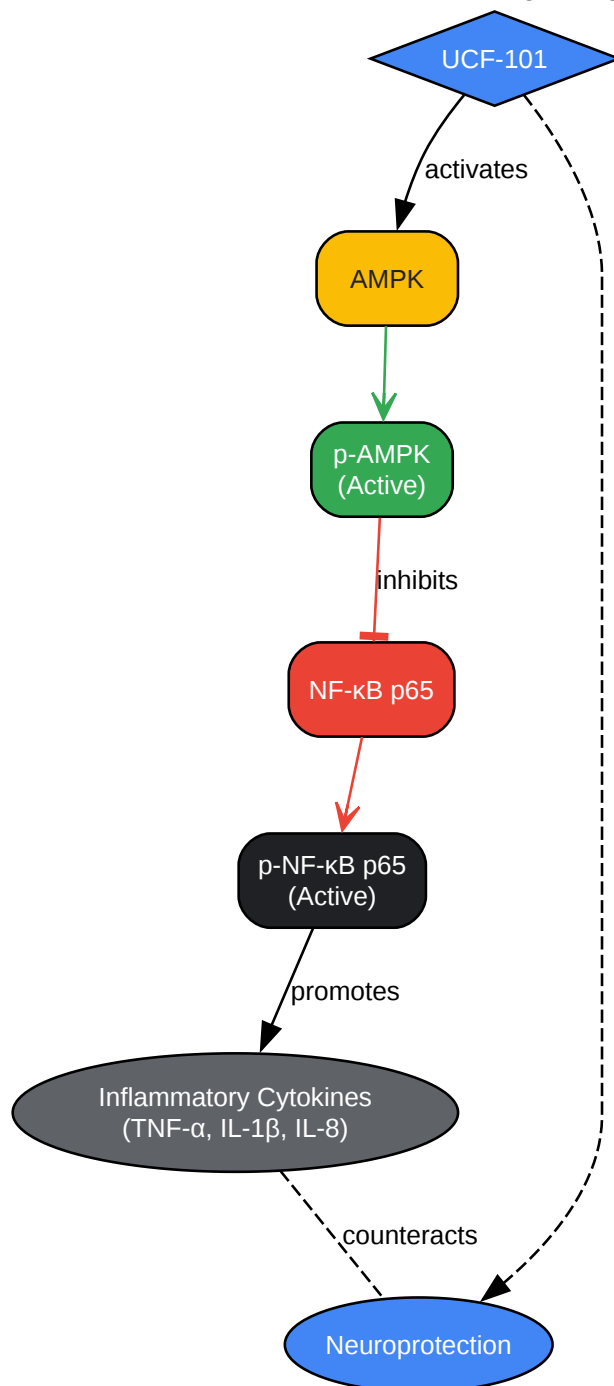 UCF-101
activates
AMPK
p-AMPK
(Active)
inhibits
NF-κB p65
p-NF-κB p65
(Active)
promotes
Inflammatory Cytokines
(TNF-α, IL-1β, IL-8)
counteracts
Neuroprotection